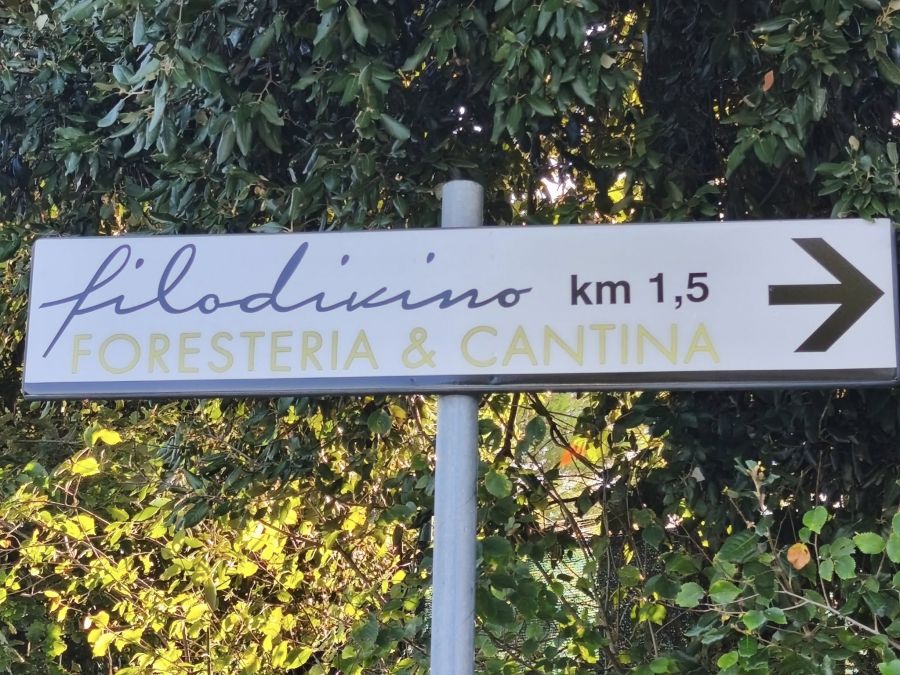 filodivino km 1,5
FORESTERIA & CANTINA